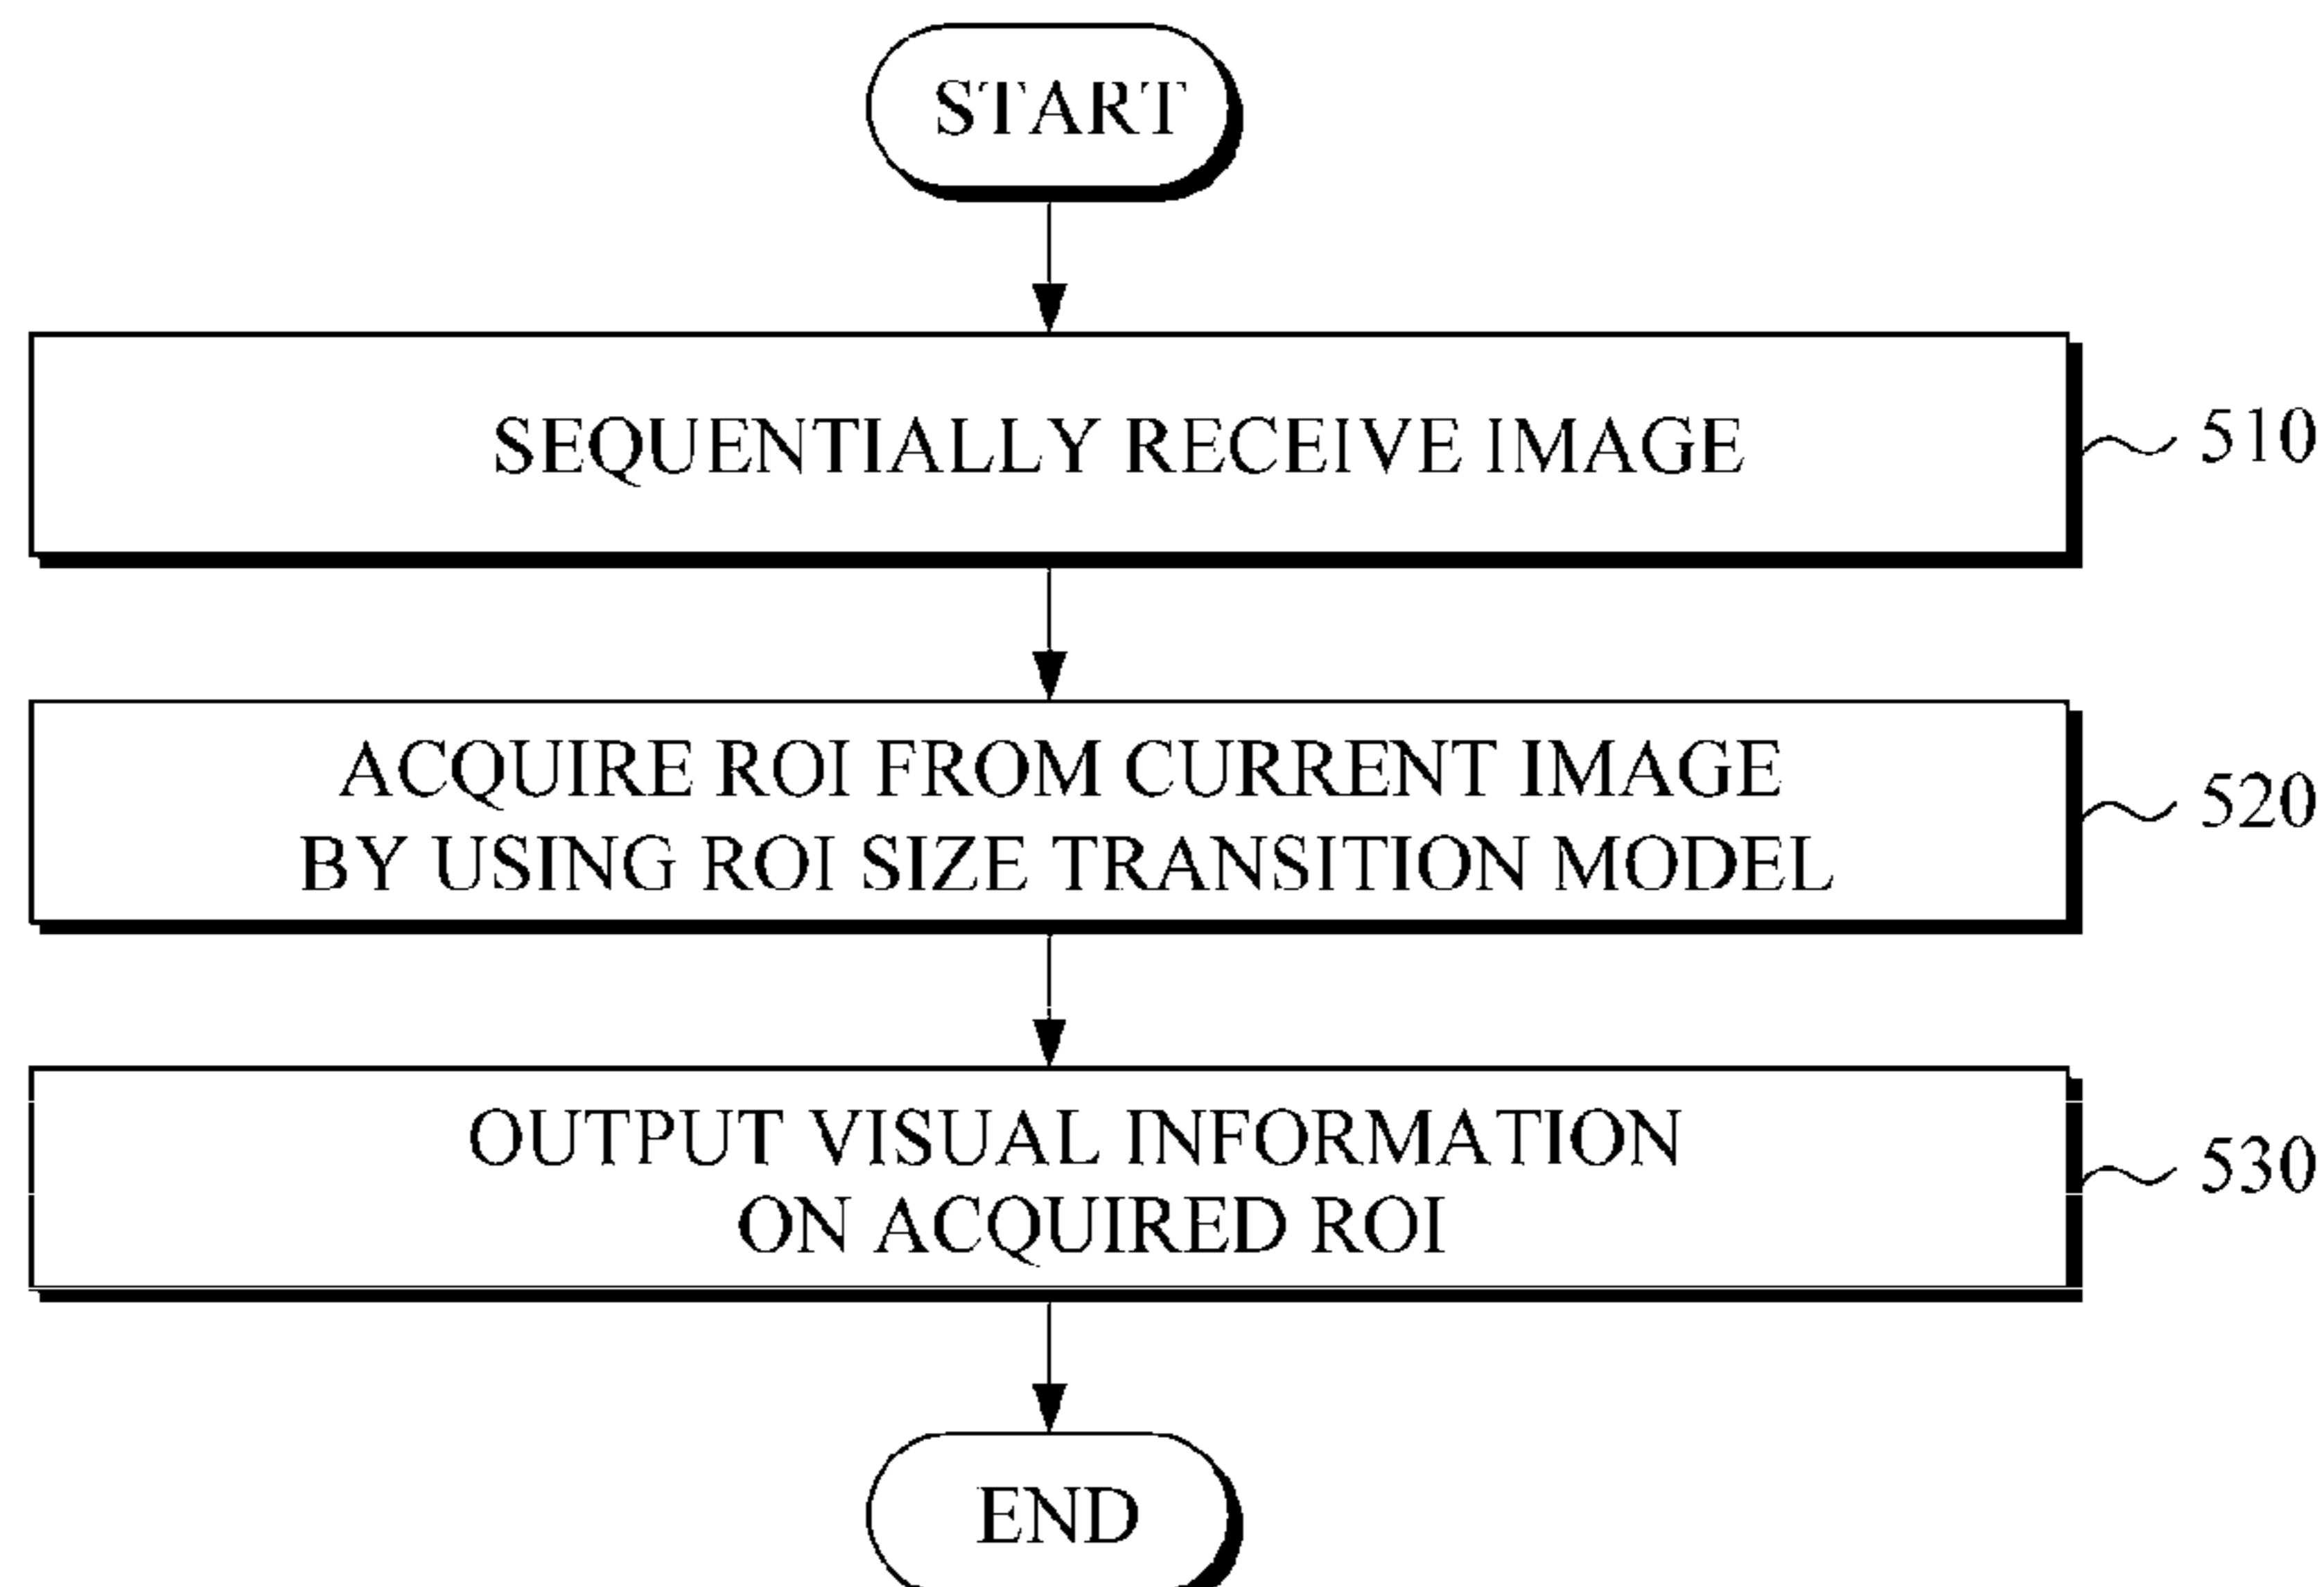 START
SEQUENTIALLY RECEIVE IMAGE
510
ACQUIRE ROI FROM CURRENT IMAGE
BY USING ROI SIZE TRANSITION MODEL
520
OUTPUT VISUAL INFORMATION
ON ACQUIRED ROI
530
END